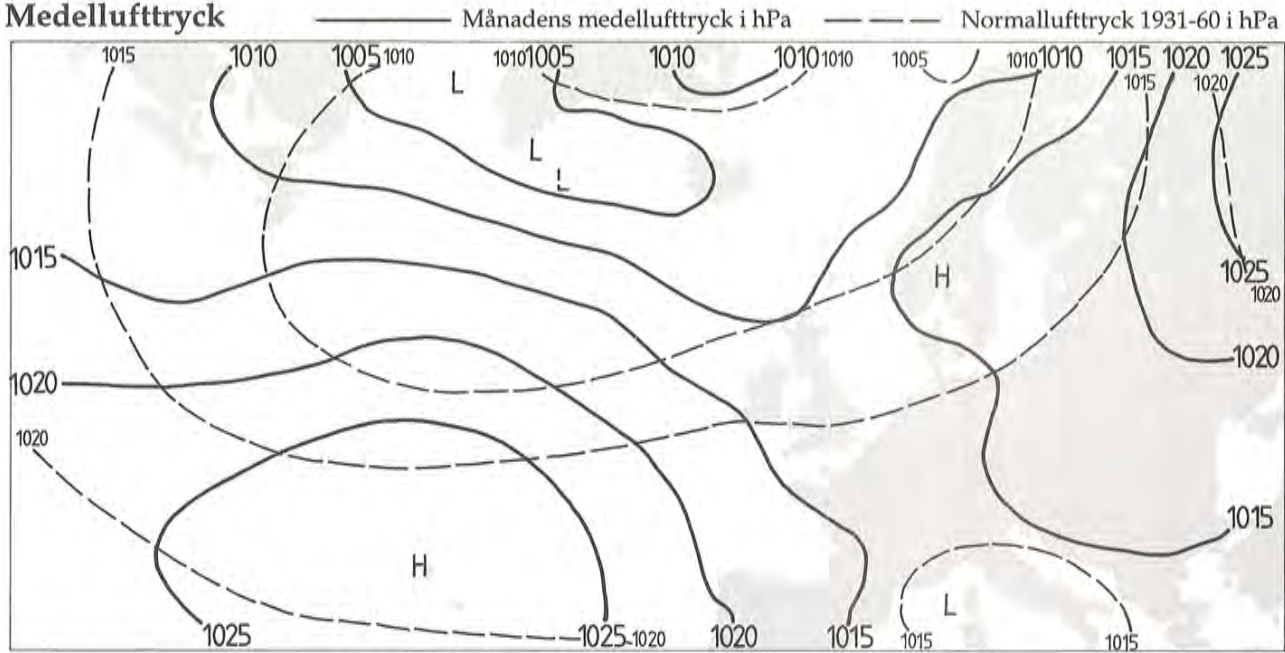 Medellufttryck Månadens medellufttryck i hPa Normallufttryck 1931-60 i hPa
1015 1010 1005 1010 1010 1005 1010 1010 1010 1005 1010 1010 1015 1020 1025
L 1015 1020
L
L
1015 H 1025
1020
1020 1020
1020
1015
H
L
1025 1025 1020 1020 1015 1015 1015